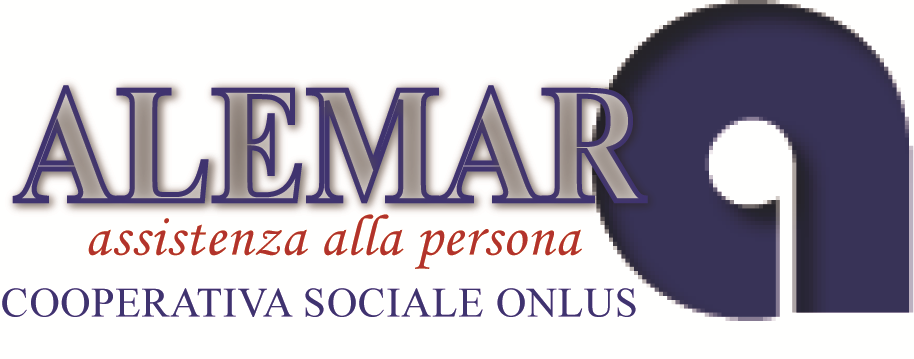 ALEMAR
assistenza alla persona
COOPERATIVA SOCIALE ONLUS